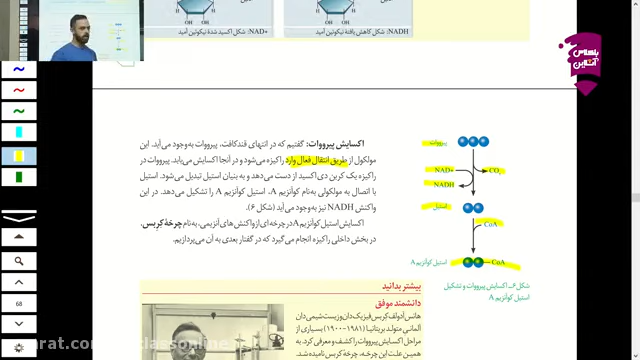 NADH: شکل کاهش یافتهٔ نیکوتین آمید
NAD+: شکل اکسید شدهٔ نیکوتین آمید
OH OH
OH OH
پلاس
آنلاین
اکسایش پیرووات: گفتیم که در انتهای قندکافت، پیرووات به‌وجود می‌آید. این
مولکول از طریق انتقال فعال وارد راکیزه می‌شود و در آنجا اکسایش می‌یابد. پیرووات در
راکیزه یک کربن دی‌اکسید از دست می‌دهد و به بنیان استیل تبدیل می‌شود. استیل
با اتصال به مولکولی به‌نام کوآنزیم A، استیل کوآنزیم A را تشکیل می‌دهد. در این
واکنش NADH نیز به‌وجود می‌آید (شکل ۶).
اکسایش استیل کوآنزیم A در چرخه‌ای از واکنش‌های آنزیمی، به‌نام چرخهٔ کربس،
در بخش داخلی راکیزه انجام می‌گیرد که در گفتار بعدی به آن می‌پردازیم.
پیرووات
NAD+
CO₂
NADH
استیل
CoA
CoA
استیل کوآنزیم A
شکل ۶ـ اکسایش پیرووات و تشکیل
استیل کوآنزیم A
بیشتر بدانید
دانشمند موفق
هانس آدولف کربس فیزیک‌دان و زیست شیمی‌دان
آلمانی متولد بریتانیا (۱۹۸۱-۱۹۰۰) بسیاری از
مراحل اکسایش پیرووات را کشف و معرفی کرد. به
همین علت این چرخه، چرخهٔ کربس نامیده شد.
68